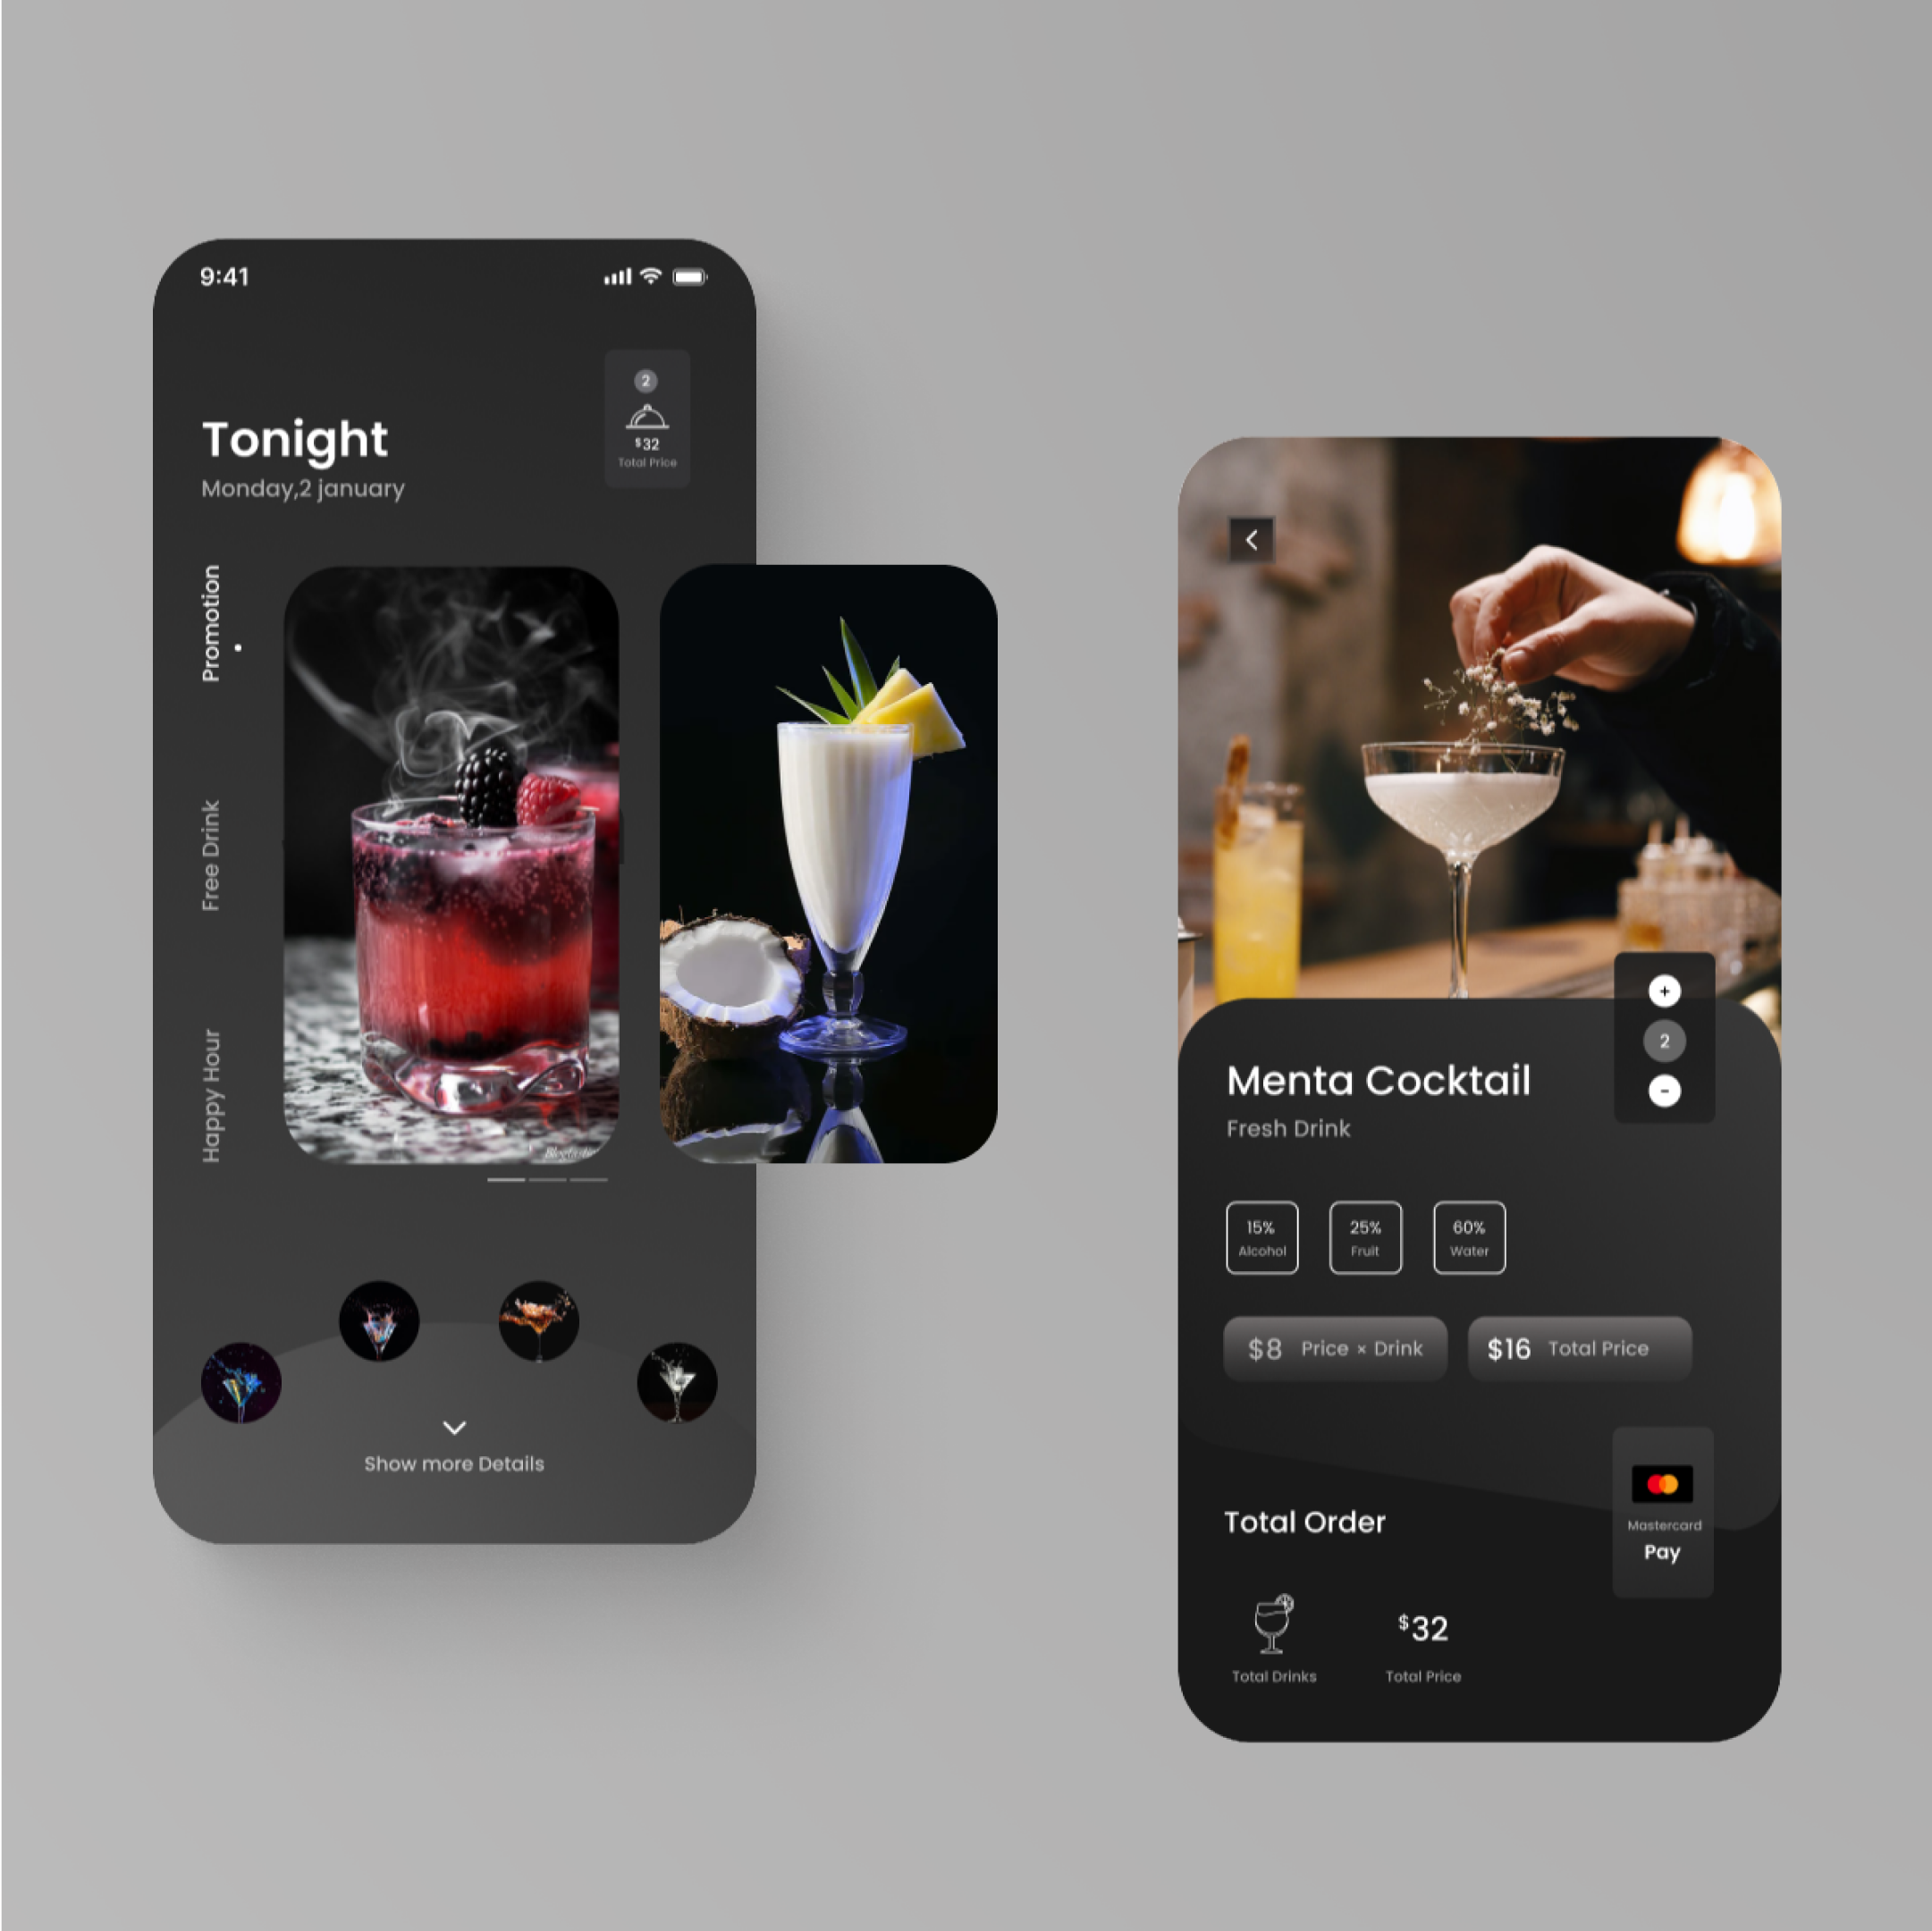 9:41
2
$32
Total Price
Tonight
Monday,2 january
Promotion
Free Drink
Happy Hour
Show more Details
+
2
-
Menta Cocktail
Fresh Drink
15%
Alcohol
25%
Fruit
60%
Water
$8 Price × Drink
$16 Total Price
Mastercard
Pay
Total Order
$32
Total Drinks
Total Price